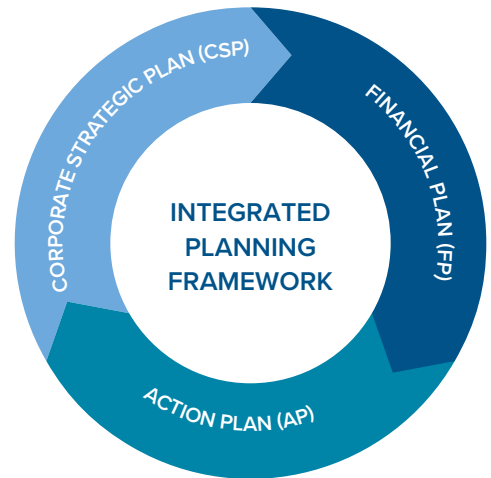 CORPORATE STRATEGIC PLAN (CSP)
FINANCIAL PLAN (FP)
INTEGRATED
PLANNING
FRAMEWORK
ACTION PLAN (AP)